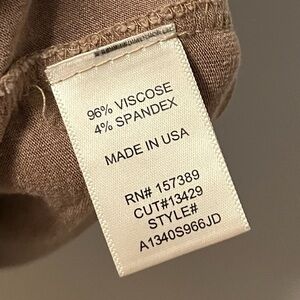 96% VISCOSE
4% SPANDEX
MADE IN USA
RN# 157389
CUT#13429
STYLE#
A1340S966JD